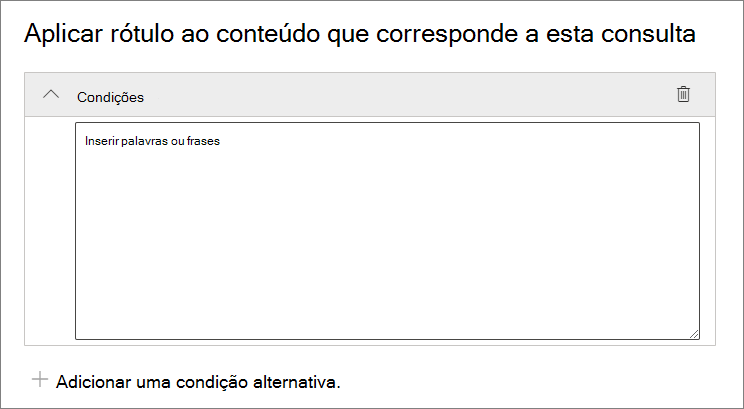 Aplicar rótulo ao conteúdo que corresponde a esta consulta
Condições
Inserir palavras ou frases
Adicionar uma condição alternativa.